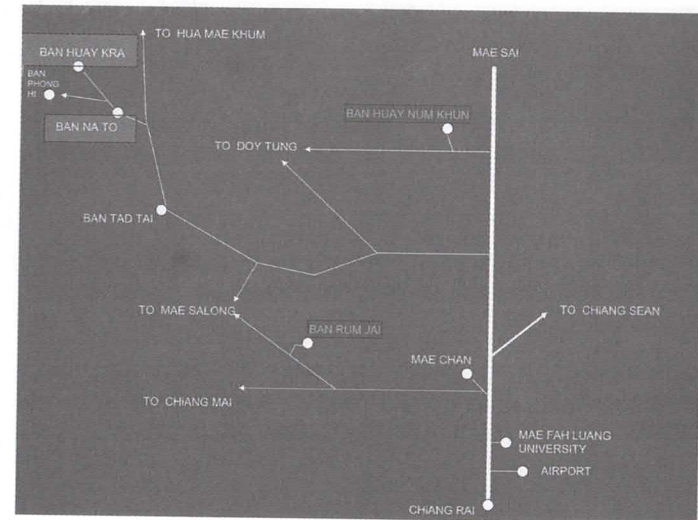 TO HUA MAE KHUM
BAN HUAY KRA
MAE SAI
BAN
PHONG
HI
BAN HUAY NUM KHUN
BAN NA TO
TO DOY TUNG
BAN TAD TAI
TO MAE SALONG
TO CHIANG SEAN
BAN RUM JAI
MAE CHAN
TO CHIANG MAI
MAE FAH LUANG
UNIVERSITY
AIRPORT
CHIANG RAI